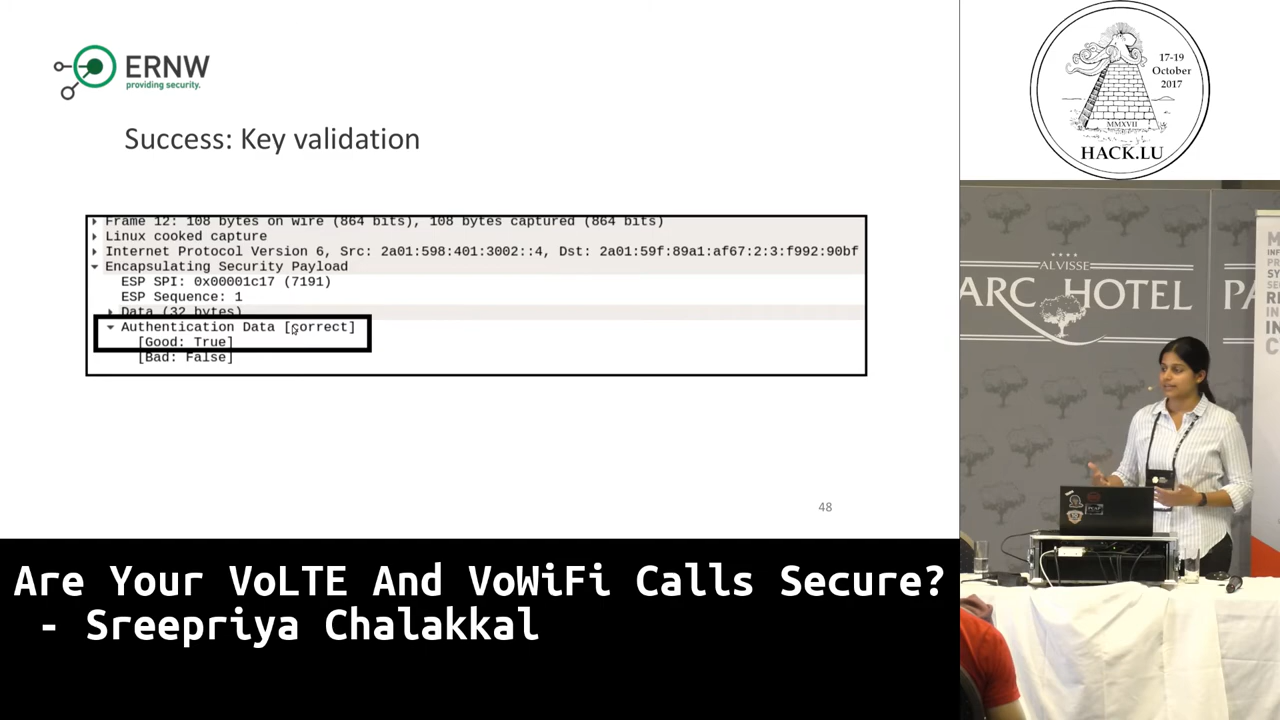 ERNW
providing security.
Success: Key validation
Frame 12: 108 bytes on wire (864 bits), 108 bytes captured (864 bits)
Linux cooked capture
Internet Protocol Version 6, Src: 2a01:598:401:3002::4, Dst: 2a01:59f:89a1:af67:2:3:f992:90bf
Encapsulating Security Payload
ESP SPI: 0x00001c17 (7191)
ESP Sequence: 1
Data (32 bytes)
Authentication Data [correct]
[Good: True]
[Bad: False]
48
17-19
October
2017
MMXVII
HACK.LU
ALVISSE
ARC HOTEL PA
Are Your VoLTE And VoWiFi Calls Secure?
- Sreepriya Chalakkal